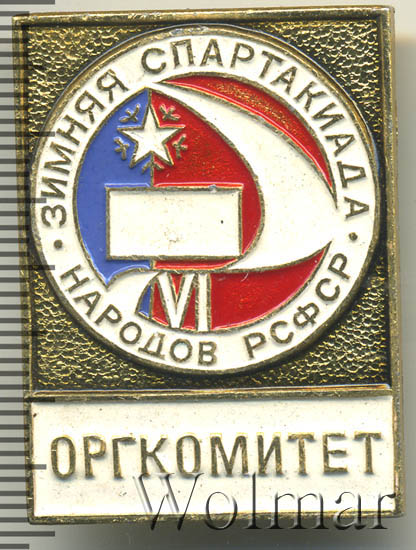 ЗИМНЯЯ СПАРТАКИАДА
· НАРОДОВ РСФСР ·
VI
ОРГКОМИТЕТ
Wolmar